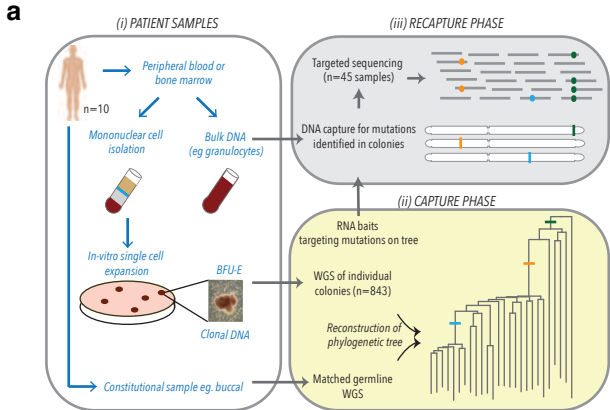 a
(i) PATIENT SAMPLES
Peripheral blood or
bone marrow
n=10
Mononuclear cell
isolation
Bulk DNA
(eg granulocytes)
In-vitro single cell
expansion
BFU-E
Clonal DNA
Constitutional sample eg. buccal
(iii) RECAPTURE PHASE
Targeted sequencing
(n=45 samples)
DNA capture for mutations
identified in colonies
(ii) CAPTURE PHASE
RNA baits
targeting mutations on tree
WGS of individual
colonies (n=843)
Reconstruction of
phylogenetic tree
Matched germline
WGS